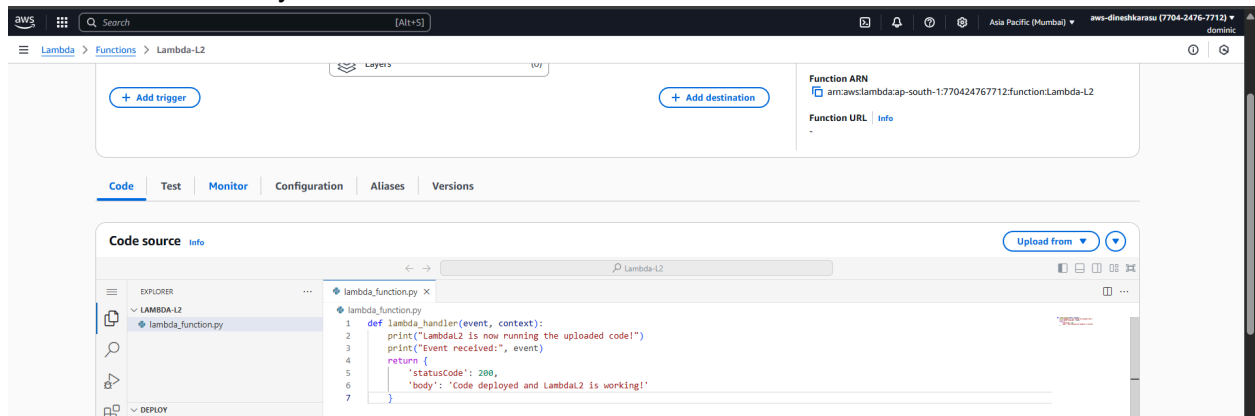 aws
Search
[Alt+S]
Asia Pacific (Mumbai) ▼
aws-dineshkarasu (7704-2476-7712) ▼
dominic
Lambda > Functions > Lambda-L2
Layers (0)
+ Add trigger
+ Add destination
Function ARN
arn:aws:lambda:ap-south-1:770424767712:function:Lambda-L2
Function URL Info
-
Code Test Monitor Configuration Aliases Versions
Code source Info
Upload from ▼
Lambda-L2
EXPLORER ...
lambda_function.py ×
LAMBDA-L2
lambda_function.py
lambda_function.py
1 def lambda_handler(event, context):
2 print("LambdaL2 is now running the uploaded code!")
3 print("Event received:", event)
4 return {
5 'statusCode': 200,
6 'body': 'Code deployed and LambdaL2 is working!'
7 }
DEPLOY